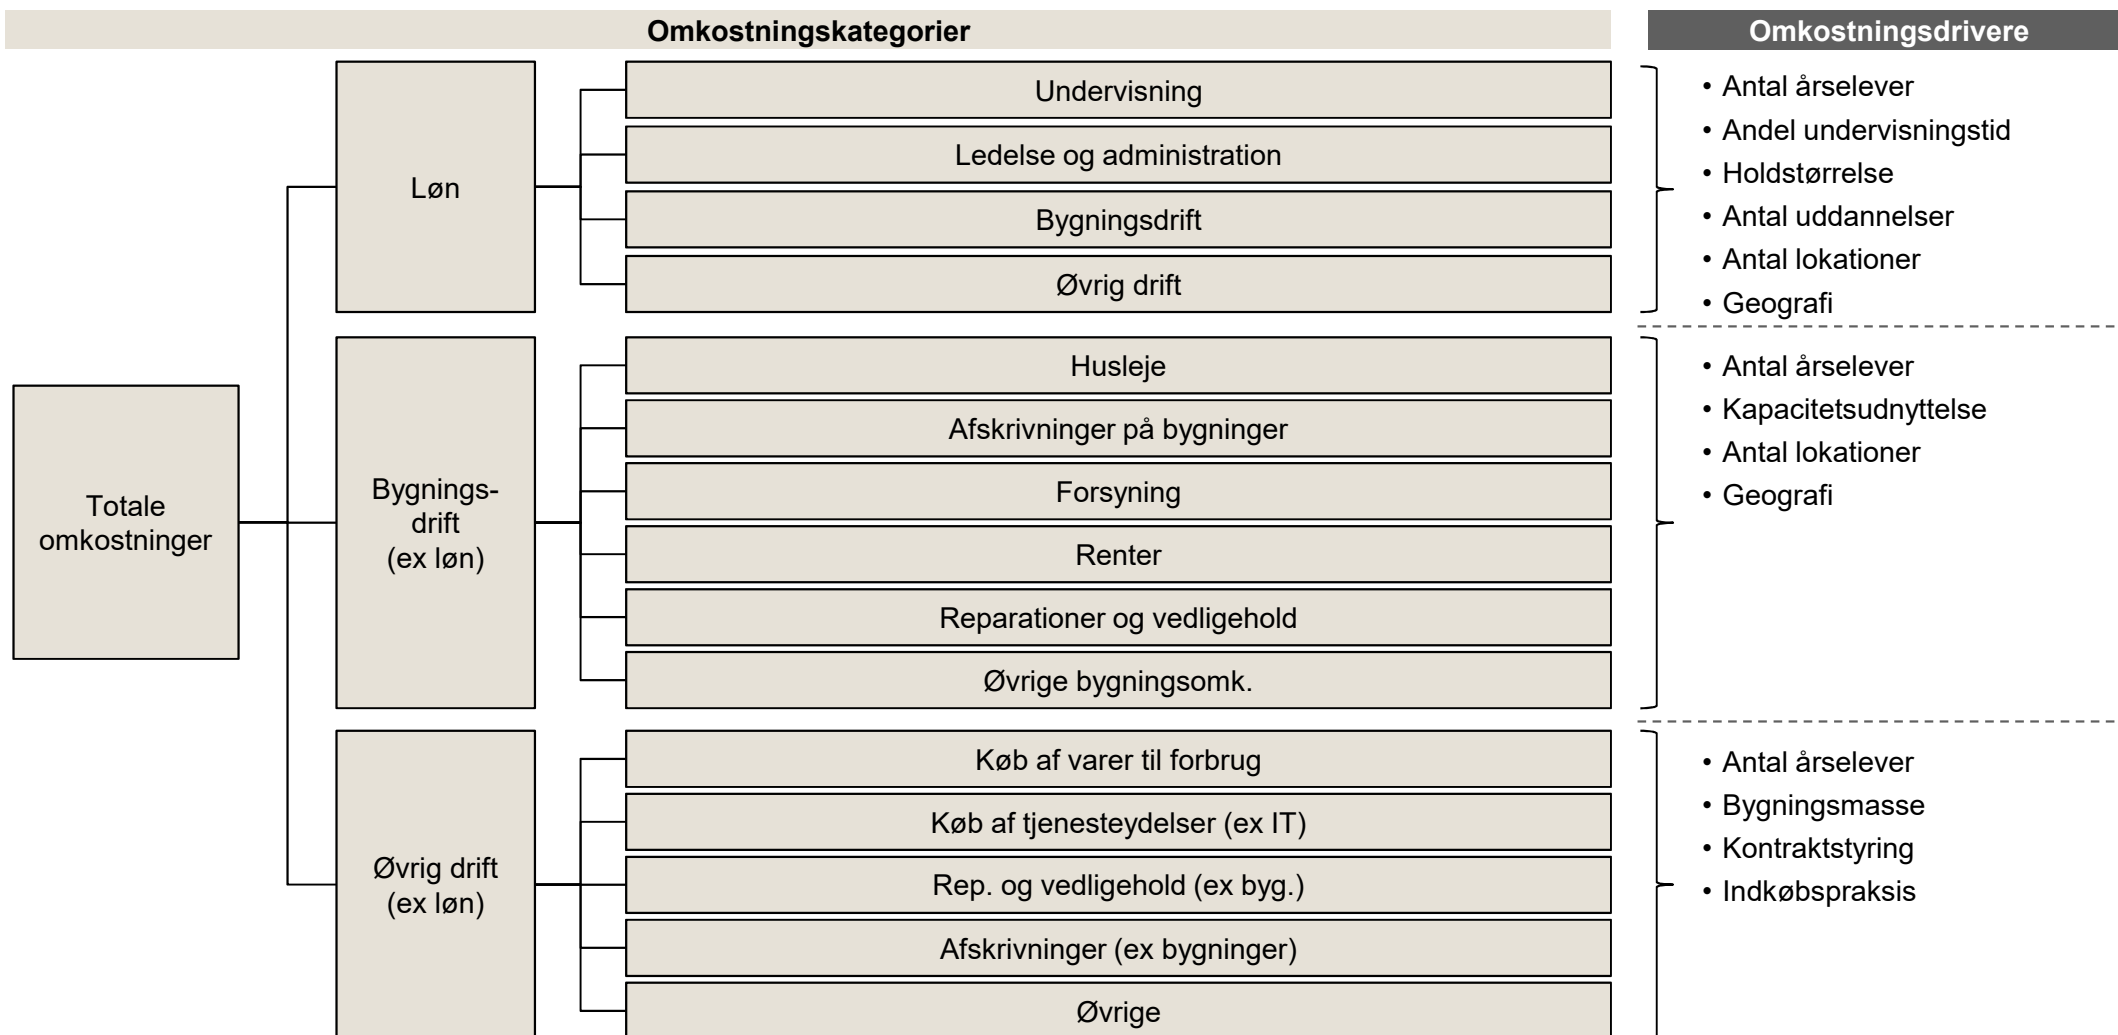 Omkostningskategorier
Omkostningsdrivere
Totale
omkostninger
Løn
Undervisning
Ledelse og administration
Bygningsdrift
Øvrig drift
• Antal årselever
• Andel undervisningstid
• Holdstørrelse
• Antal uddannelser
• Antal lokationer
• Geografi
Bygnings-
drift
(ex løn)
Husleje
Afskrivninger på bygninger
Forsyning
Renter
Reparationer og vedligehold
Øvrige bygningsomk.
• Antal årselever
• Kapacitetsudnyttelse
• Antal lokationer
• Geografi
Øvrig drift
(ex løn)
Køb af varer til forbrug
Køb af tjenesteydelser (ex IT)
Rep. og vedligehold (ex byg.)
Afskrivninger (ex bygninger)
Øvrige
• Antal årselever
• Bygningsmasse
• Kontraktstyring
• Indkøbspraksis